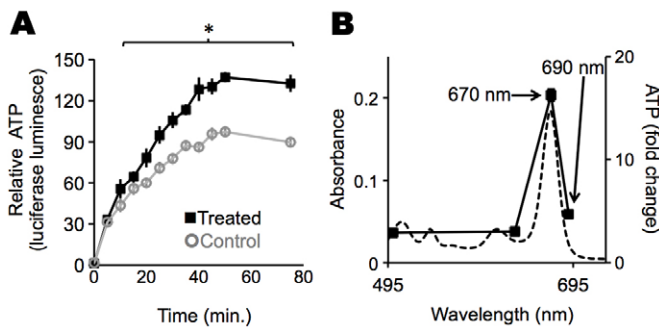 A
*
Relative ATP
(luciferase luminesce)
150
120
90
60
30
0
Treated
Control
0 20 40 60 80
Time (min.)
B
Absorbance
0.2
0.1
0
670 nm
690 nm
20
10
0
ATP (fold change)
495 695
Wavelength (nm)